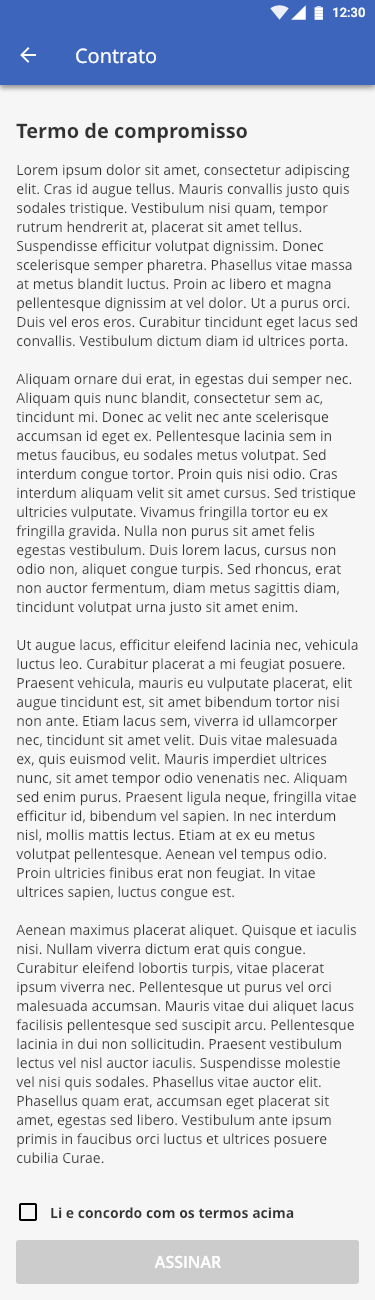 12:30
Contrato
Termo de compromisso
Lorem ipsum dolor sit amet, consectetur adipiscing
elit. Cras id augue tellus. Mauris convallis justo quis
sodales tristique. Vestibulum nisi quam, tempor
rutrum hendrerit at, placerat sit amet tellus.
Suspendisse efficitur volutpat dignissim. Donec
scelerisque semper pharetra. Phasellus vitae massa
at metus blandit luctus. Proin ac libero et magna
pellentesque dignissim at vel dolor. Ut a purus orci.
Duis vel eros eros. Curabitur tincidunt eget lacus sed
convallis. Vestibulum dictum diam id ultrices porta.
Aliquam ornare dui erat, in egestas dui semper nec.
Aliquam quis nunc blandit, consectetur sem ac,
tincidunt mi. Donec ac velit nec ante scelerisque
accumsan id eget ex. Pellentesque lacinia sem in
metus faucibus, eu sodales metus volutpat. Sed
interdum congue tortor. Proin quis nisi odio. Cras
interdum aliquam velit sit amet cursus. Sed tristique
ultricies vulputate. Vivamus fringilla tortor eu ex
fringilla gravida. Nulla non purus sit amet felis
egestas vestibulum. Duis lorem lacus, cursus non
odio non, aliquet congue turpis. Sed rhoncus, erat
non auctor fermentum, diam metus sagittis diam,
tincidunt volutpat urna justo sit amet enim.
Ut augue lacus, efficitur eleifend lacinia nec, vehicula
luctus leo. Curabitur placerat a mi feugiat posuere.
Praesent vehicula, mauris eu vulputate placerat, elit
augue tincidunt est, sit amet bibendum tortor nisi
non ante. Etiam lacus sem, viverra id ullamcorper
nec, tincidunt sit amet velit. Duis vitae malesuada
ex, quis euismod velit. Mauris imperdiet ultrices
nunc, sit amet tempor odio venenatis nec. Aliquam
sed enim purus. Praesent ligula neque, fringilla vitae
efficitur id, bibendum vel sapien. In nec interdum
nisl, mollis mattis lectus. Etiam at ex eu metus
volutpat pellentesque. Aenean vel tempus odio.
Proin ultricies finibus erat non feugiat. In vitae
ultrices sapien, luctus congue est.
Aenean maximus placerat aliquet. Quisque et iaculis
nisi. Nullam viverra dictum erat quis congue.
Curabitur eleifend lobortis turpis, vitae placerat
ipsum viverra nec. Pellentesque ut purus vel orci
malesuada accumsan. Mauris vitae dui aliquet lacus
facilisis pellentesque sed suscipit arcu. Pellentesque
lacinia in dui non sollicitudin. Praesent vestibulum
lectus vel nisl auctor iaculis. Suspendisse molestie
vel nisi quis sodales. Phasellus vitae auctor elit.
Phasellus quam erat, accumsan eget placerat sit
amet, egestas sed libero. Vestibulum ante ipsum
primis in faucibus orci luctus et ultrices posuere
cubilia Curae.
Li e concordo com os termos acima
ASSINAR